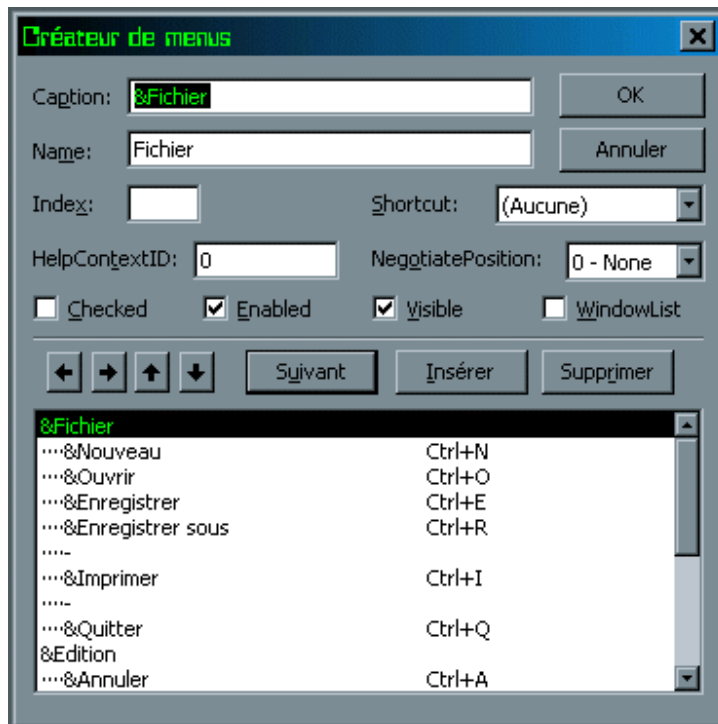 Créateur de menus
Caption: &Fichier OK
Name: Fichier Annuler
Index: Shortcut: (Aucune)
HelpContextID: 0 NegotiatePosition: 0 - None
Checked Enabled Visible WindowList
Suivant Insérer Supprimer
&Fichier
····&Nouveau Ctrl+N
····&Ouvrir Ctrl+O
····&Enregistrer Ctrl+E
····&Enregistrer sous Ctrl+R
····-
····&Imprimer Ctrl+I
····-
····&Quitter Ctrl+Q
&Edition
····&Annuler Ctrl+A